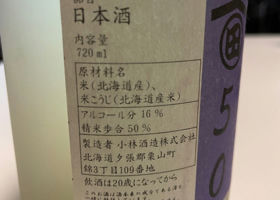 日本酒
内容量
720ml
原材料名
米(北海道産)、
米こうじ(北海道産米)
アルコール分 16%
精米歩合 50%
製造者 小林酒造株式会社
北海道夕張郡栗山町
錦3丁目109番地
飲酒は20歳になってから
50